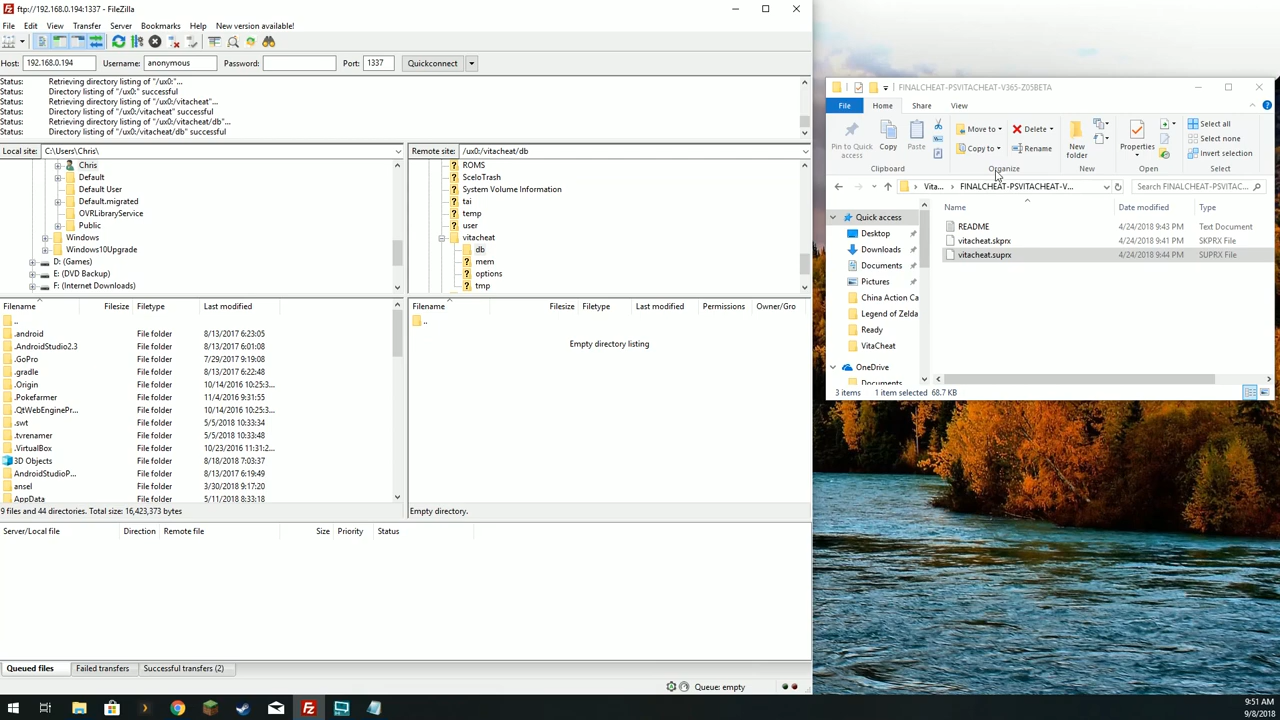 ftp://192.168.0.194:1337 - FileZilla
File Edit View Transfer Server Bookmarks Help New version available!
Host: 192.168.0.194 Username: anonymous Password: Port: 1337 Quickconnect
Status: Retrieving directory listing of "/ux0:"...
Status: Directory listing of "/ux0:" successful
Status: Retrieving directory listing of "/ux0:/vitacheat"...
Status: Directory listing of "/ux0:/vitacheat" successful
Status: Retrieving directory listing of "/ux0:/vitacheat/db"...
Status: Directory listing of "/ux0:/vitacheat/db" successful
Local site: C:\Users\Chris\
Chris
Default
Default User
Default.migrated
OVRLibraryService
Public
Windows
Windows10Upgrade
D: (Games)
E: (DVD Backup)
F: (Internet Downloads)
Remote site: /ux0:/vitacheat/db
ROMS
SceloTrash
System Volume Information
tai
temp
user
vitacheat
db
mem
options
tmp
Filename Filesize Filetype Last modified
..
.android File folder 8/13/2017 6:23:05
.AndroidStudio2.3 File folder 8/13/2017 6:01:08
.GoPro File folder 7/29/2017 9:19:08
.gradle File folder 8/13/2017 6:22:48
.Origin File folder 10/14/2016 10:25:3...
.Pokefarmer File folder 11/4/2016 9:31:55
.QtWebEnginePr... File folder 10/14/2016 10:25:3...
.swt File folder 5/5/2018 10:33:34
.tvrenamer File folder 5/5/2018 10:33:48
.VirtualBox File folder 10/23/2016 11:31:2...
3D Objects File folder 8/18/2018 7:03:37
AndroidStudioP... File folder 8/13/2017 6:19:49
ansel File folder 3/30/2018 9:17:20
AppData File folder 5/11/2018 8:33:18
9 files and 44 directories. Total size: 16,423,373 bytes
Filename Filesize Filetype Last modified Permissions Owner/Gro
..
Empty directory listing
Empty directory.
Server/Local file Direction Remote file Size Priority Status
Queued files Failed transfers Successful transfers (2)
Queue: empty
FINALCHEAT-PSVITACHEAT-V365-Z05BETA
File Home Share View
Pin to Quick access Copy Paste Move to Copy to Delete Rename New folder Properties Select all Select none Invert selection
Clipboard Organize New Open Select
Vita... FINALCHEAT-PSVITACHEAT-V... Search FINALCHEAT-PSVITAC...
Quick access
Desktop
Downloads
Documents
Pictures
China Action Ca
Legend of Zelda
Ready
VitaCheat
OneDrive
Documents
Name Date modified Type
README 4/24/2018 9:43 PM Text Document
vitacheat.skprx 4/24/2018 9:41 PM SKPRX File
vitacheat.suprx 4/24/2018 9:44 PM SUPRX File
3 items 1 item selected 68.7 KB
9:51 AM
9/8/2018